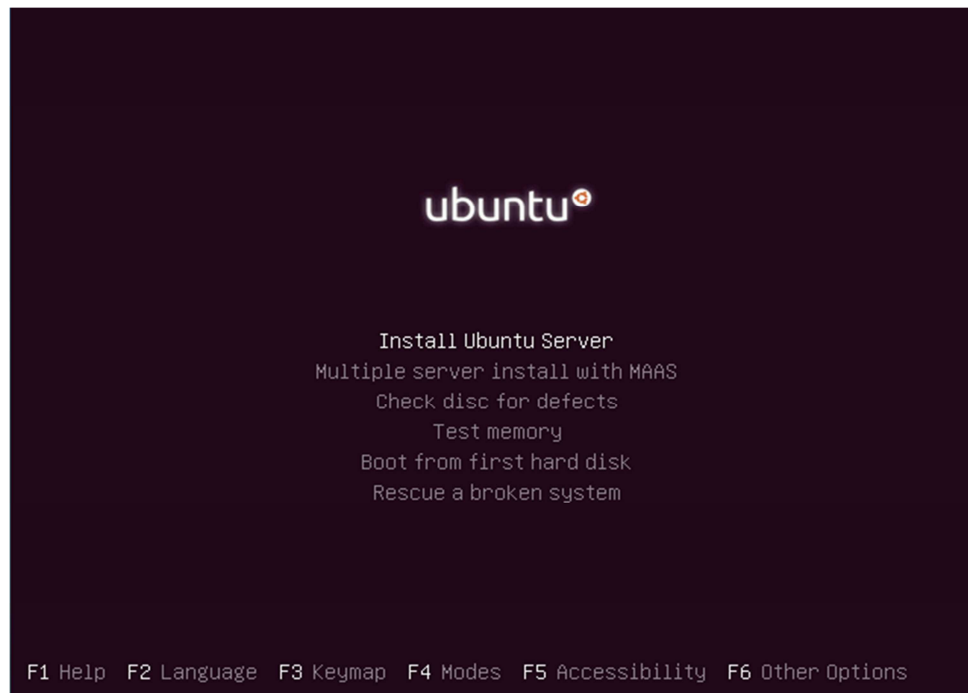 ubuntu
Install Ubuntu Server
Multiple server install with MAAS
Check disc for defects
Test memory
Boot from first hard disk
Rescue a broken system
F1 Help F2 Language F3 Keymap F4 Modes F5 Accessibility F6 Other Options